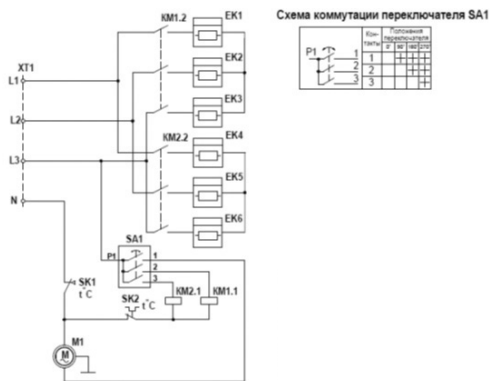 Схема коммутации переключателя SA1
KM1.2
EK1
XT1
EK2
L1
EK3
L2
KM2.2
EK4
L3
EK5
N
EK6
SA1
P1 1
2
3
SK1
t°C
SK2
t°C
KM2.1
KM1.1
M1
M
P1 1
2
3
Кон-
такты
Положения
переключателя
0° 90° 180° 270°
1 + + +
2 + +
3 +